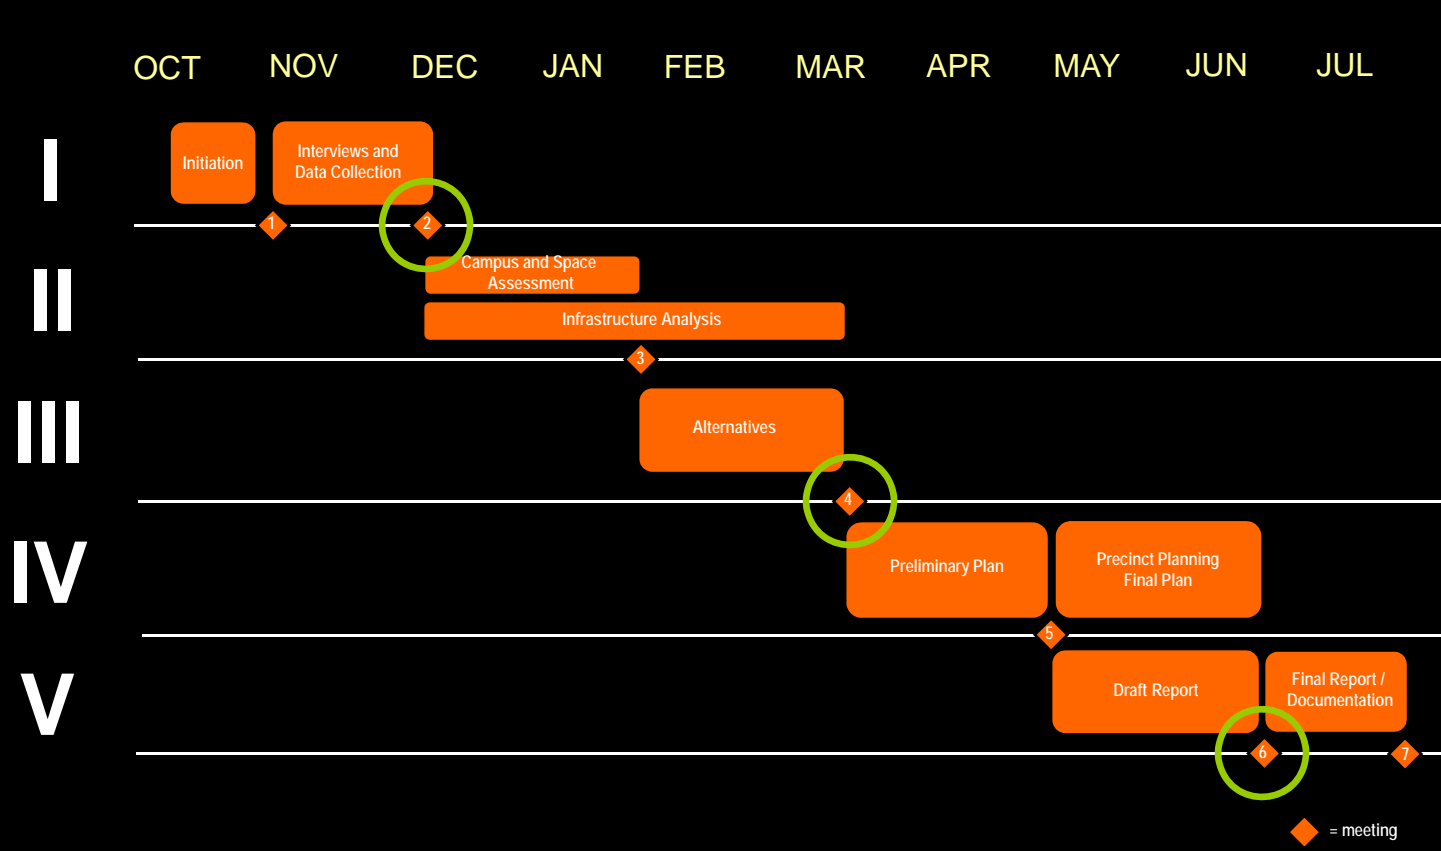 OCT NOV DEC JAN FEB MAR APR MAY JUN JUL
I
Initiation
Interviews and
Data Collection
1
2
II
Campus and Space
Assessment
Infrastructure Analysis
3
III
Alternatives
4
IV
Preliminary Plan
Precinct Planning
Final Plan
5
V
Draft Report
Final Report /
Documentation
6
7
= meeting